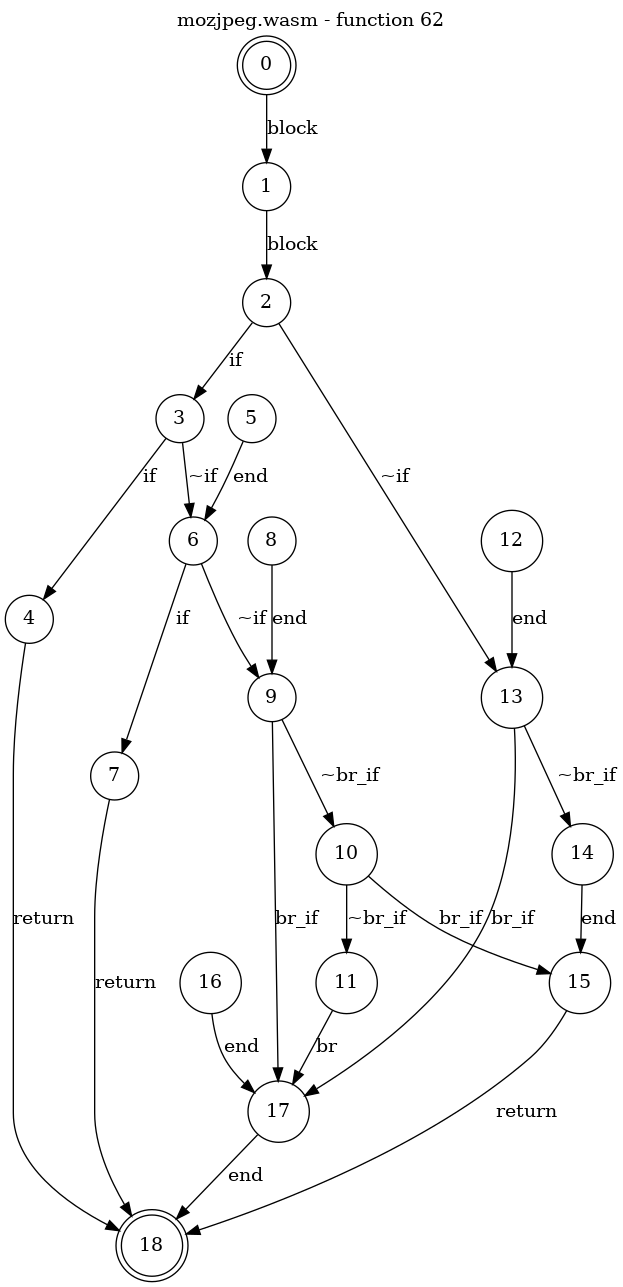 mozjpeg.wasm - function 62
0
block
1
block
2
if
3
5
if
~if
end
~if
6
8
12
4
if
~if
end
end
9
13
7
~br_if
~br_if
10
14
return
br_if
~br_if
br_if
br_if
end
return
16
11
15
end
br
17
return
end
18